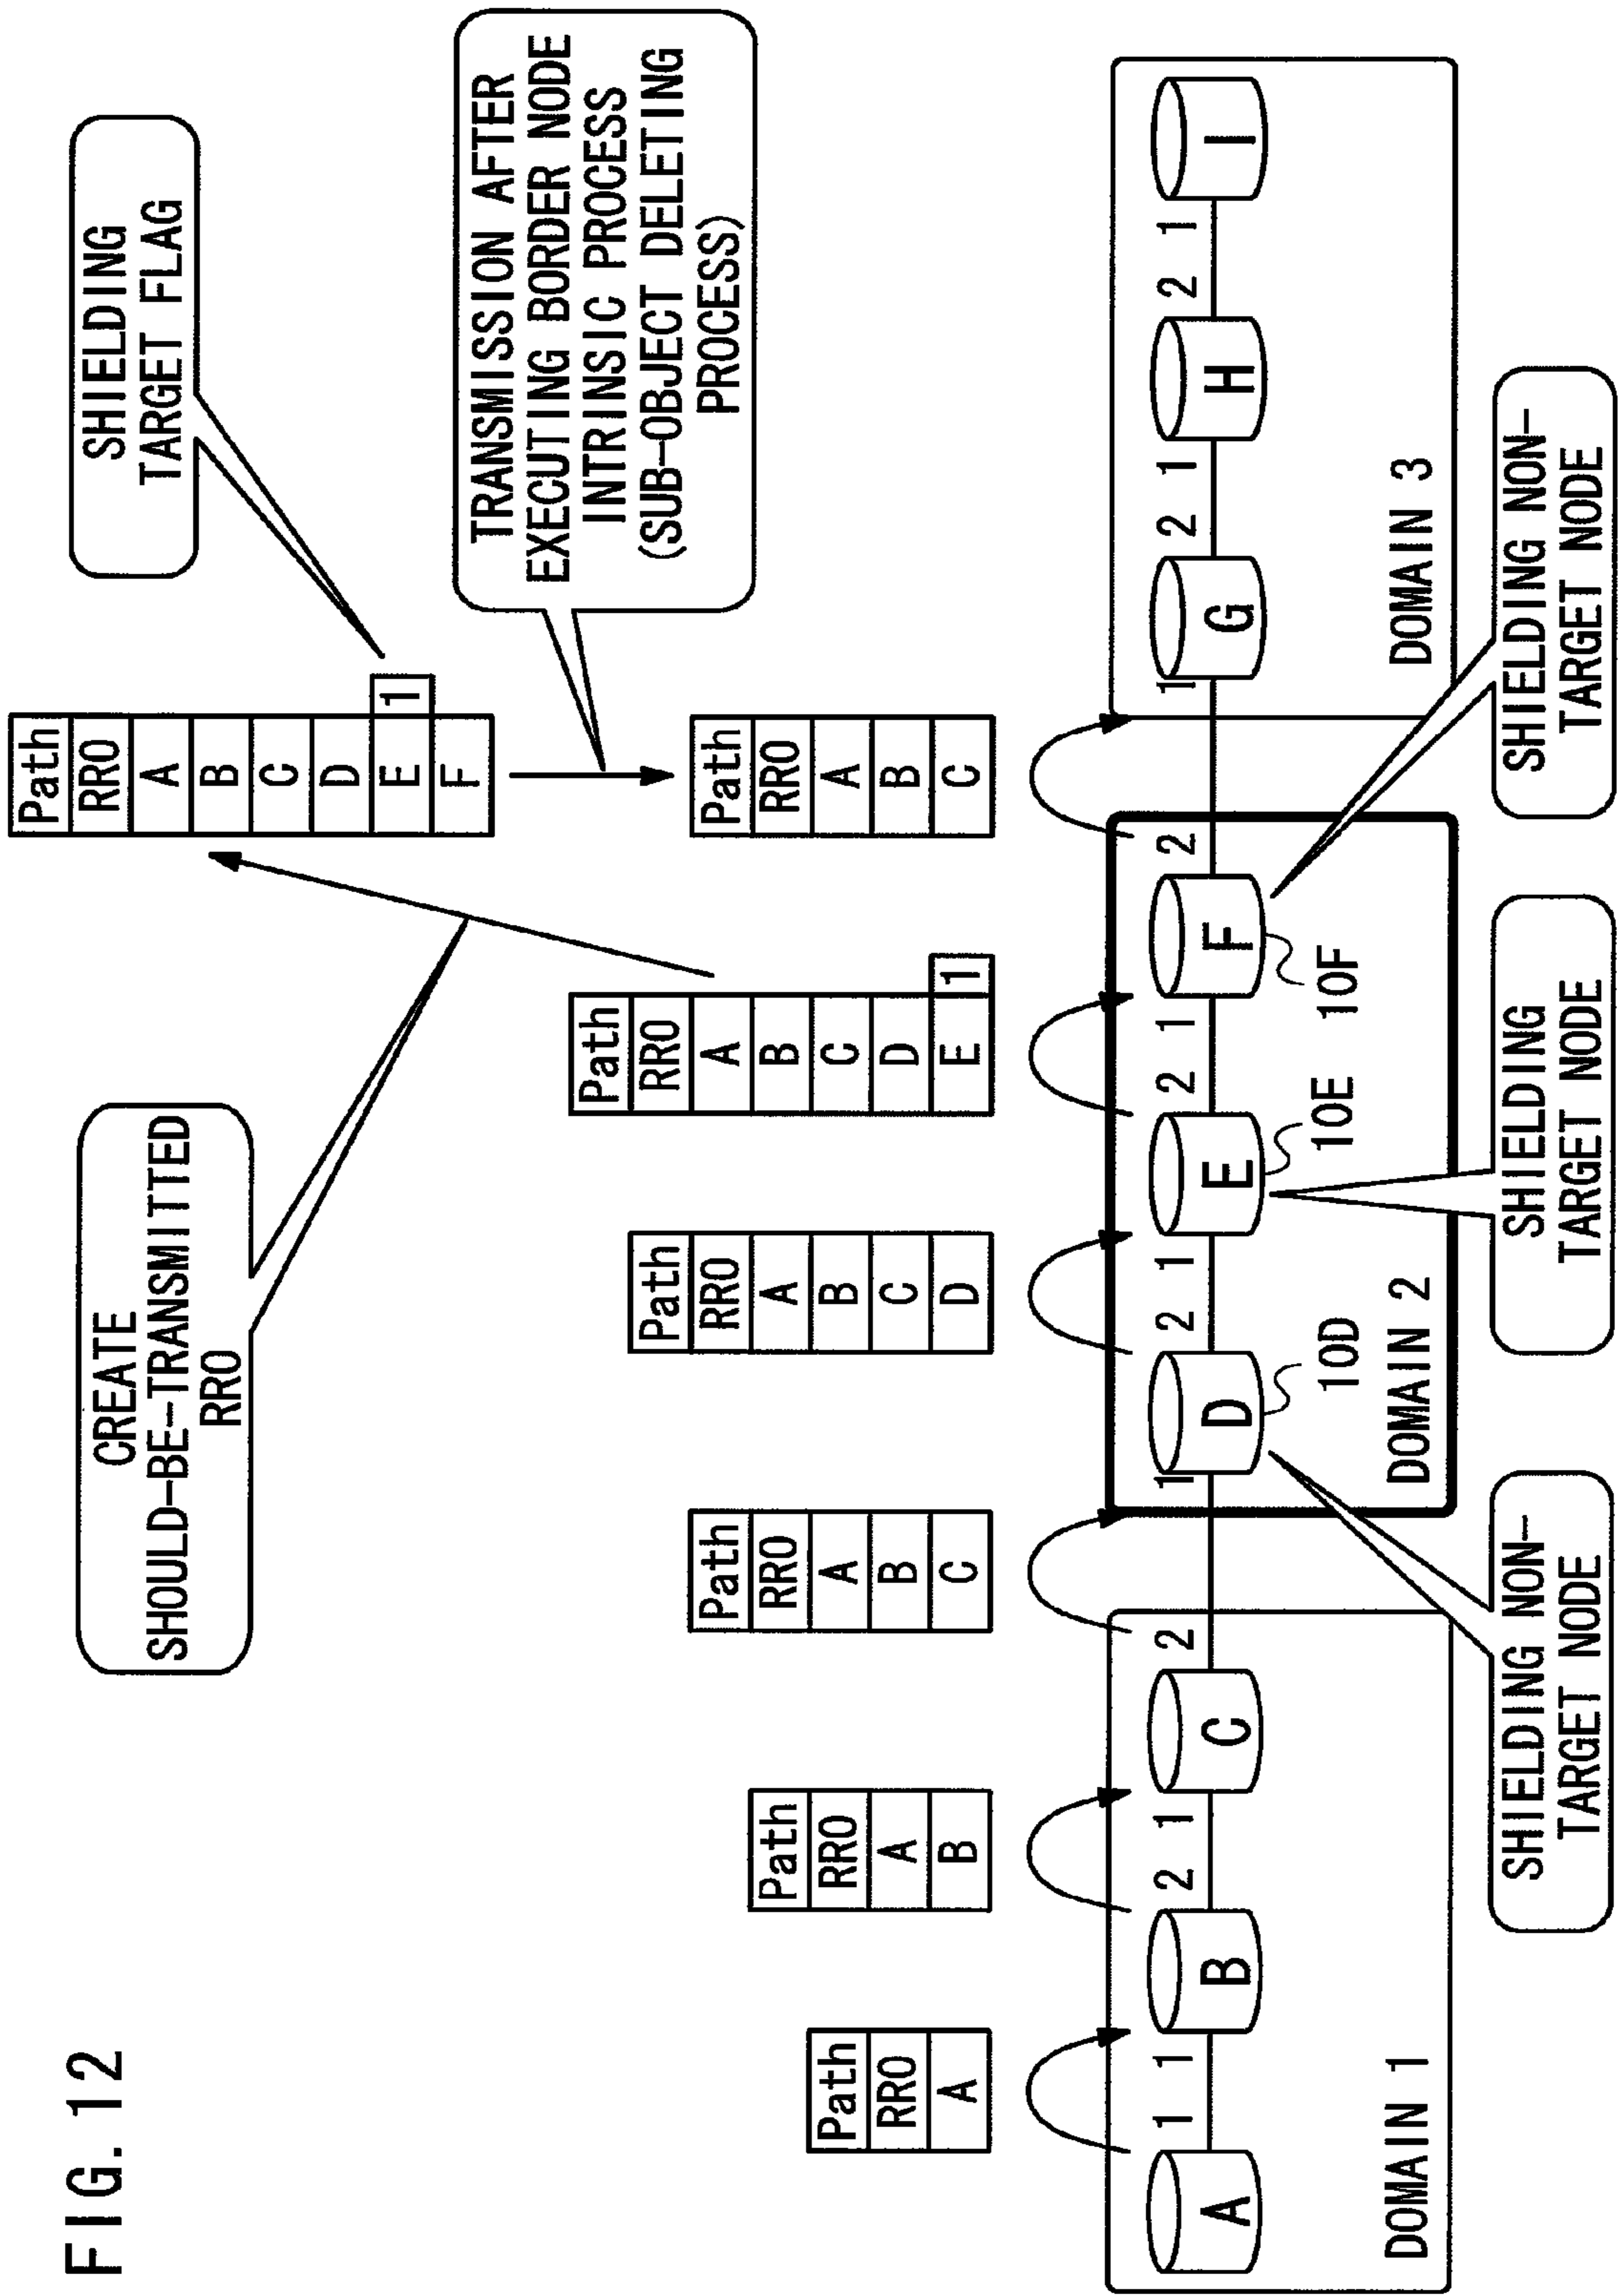 FIG. 12
CREATE
SHOULD-BE-TRANSMITTED
RRO
SHIELDING
TARGET FLAG
TRANSMISSION AFTER
EXECUTING BORDER NODE
INTRINSIC PROCESS
(SUB-OBJECT DELETING
PROCESS)
Path
RRO
A
B
C
D
E 1
F
Path
RRO
A
Path
RRO
A
B
Path
RRO
A
B
C
Path
RRO
A
B
C
D
Path
RRO
A
B
C
D
E 1
Path
RRO
A
B
C
A 1 1 B 2 1 C 2 1 D 2 1 E 2 1 F 2 1 G 2 1 H 2 1 I
10D 10E 10F
DOMAIN 1 DOMAIN 2 DOMAIN 3
SHIELDING NON-
TARGET NODE
SHIELDING
TARGET NODE
SHIELDING NON-
TARGET NODE